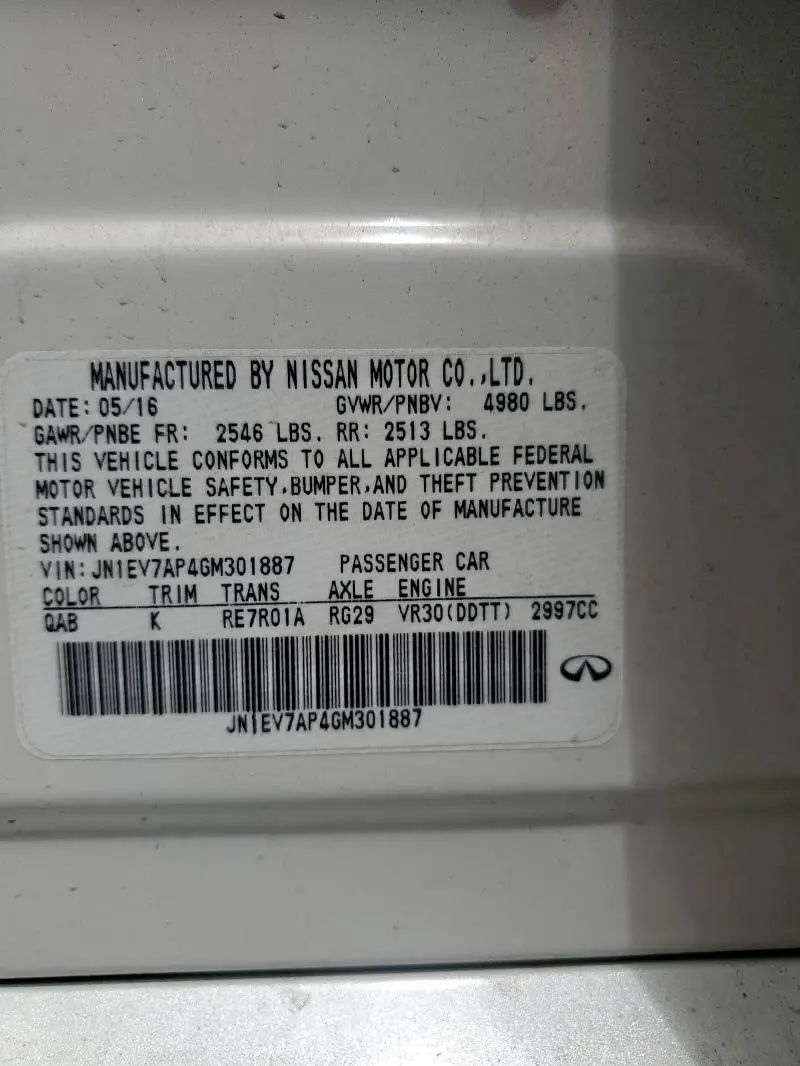 MANUFACTURED BY NISSAN MOTOR CO.,LTD.
DATE: 05/16 GVWR/PNBV: 4980 LBS.
GAWR/PNBE FR: 2546 LBS. RR: 2513 LBS.
THIS VEHICLE CONFORMS TO ALL APPLICABLE FEDERAL
MOTOR VEHICLE SAFETY,BUMPER,AND THEFT PREVENTION
STANDARDS IN EFFECT ON THE DATE OF MANUFACTURE
SHOWN ABOVE.
VIN: JN1EV7AP4GM301887 PASSENGER CAR
COLOR TRIM TRANS AXLE ENGINE
QAB K RE7R01A RG29 VR30(DDTT) 2997CC
JN1EV7AP4GM301887